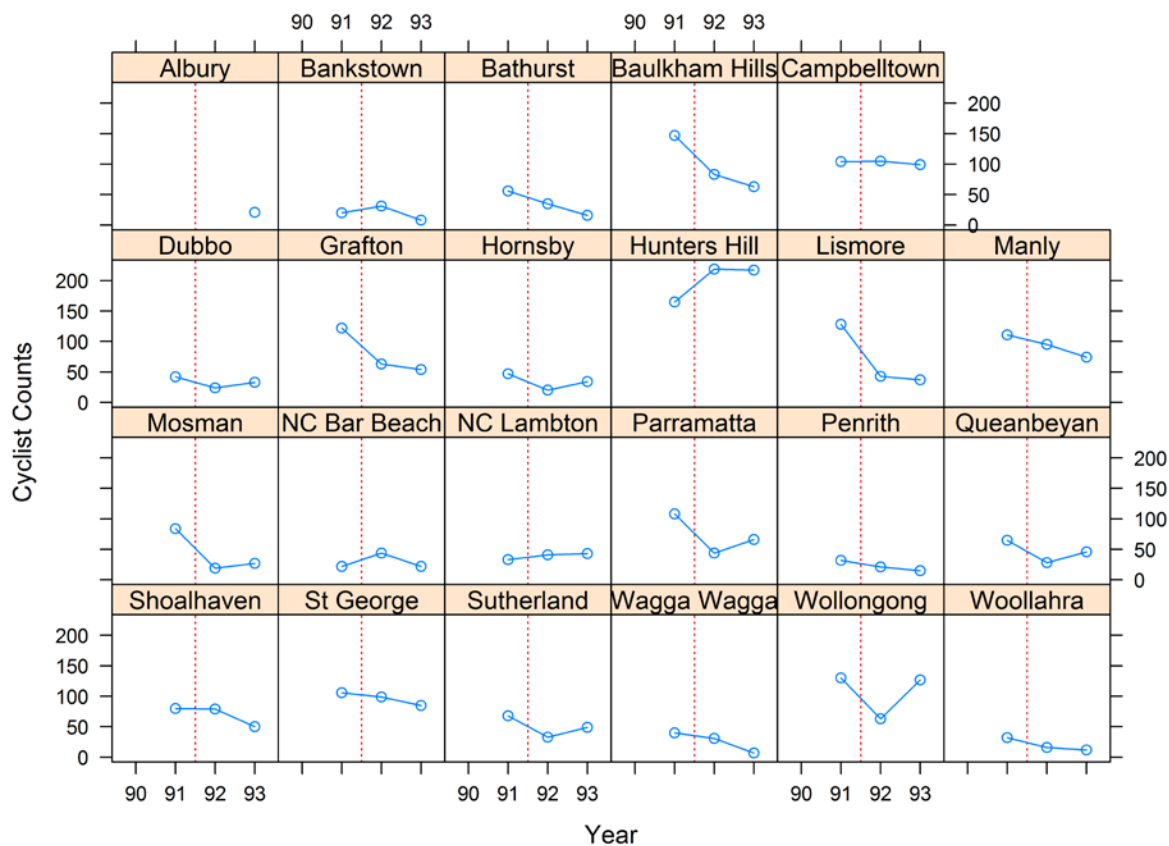 90 91 92 93 90 91 92 93
Albury Bankstown Bathurst Baulkham Hills Campbelltown
200
150
100
50
0
Dubbo Grafton Hornsby Hunters Hill Lismore Manly
200
150
100
50
0
Mosman NC Bar Beach NC Lambton Parramatta Penrith Queanbeyan
200
150
100
50
0
Shoalhaven St George Sutherland Wagga Wagga Wollongong Woollahra
200
150
100
50
0
90 91 92 93 90 91 92 93 90 91 92 93
Year
Cyclist Counts